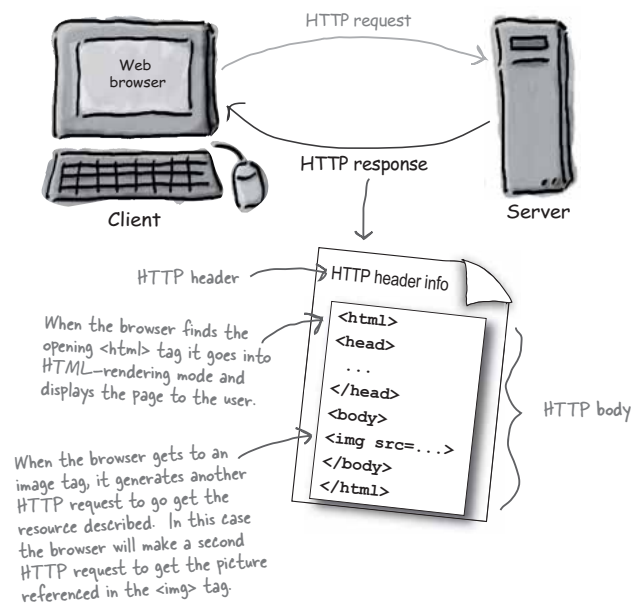 HTTP request
Web
browser
HTTP response
Client
Server
HTTP header
HTTP header info
When the browser finds the
opening <html> tag it goes into
HTML-rendering mode and
displays the page to the user.
<html>
<head>
...
</head>
<body>
<img src=...>
</body>
</html>
HTTP body
When the browser gets to an
image tag, it generates another
HTTP request to go get the
resource described. In this case
the browser will make a second
HTTP request to get the picture
referenced in the <img> tag.